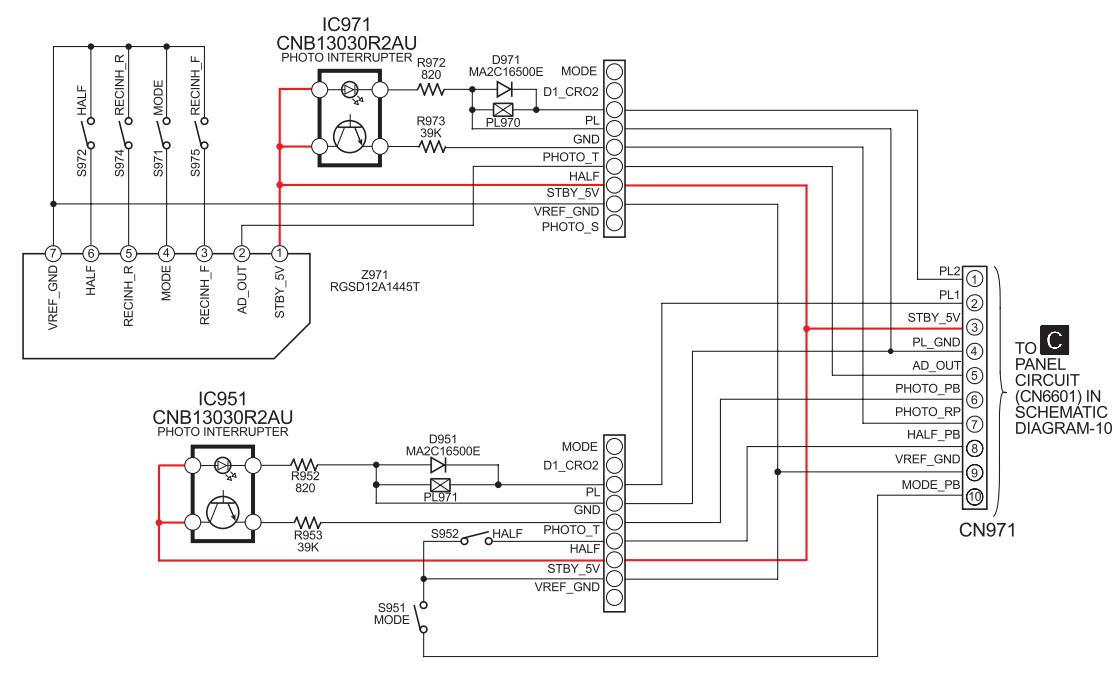 IC971
CNB13030R2AU
PHOTO INTERRUPTER
R972
820
D971
MA2C16500E
PL970
R973
39K
HALF
RECINH_R
MODE
RECINH_F
S972
S974
S971
S975
MODE
D1_CRO2
PL
GND
PHOTO_T
HALF
STBY_5V
VREF_GND
PHOTO_S
7
6
5
4
3
2
1
VREF_GND
HALF
RECINH_R
MODE
RECINH_F
AD_OUT
STBY_5V
Z971
RGSD12A1445T
PL2
1
PL1
2
STBY_5V
3
PL_GND
4
AD_OUT
5
PHOTO_PB
6
PHOTO_RP
7
HALF_PB
8
VREF_GND
9
MODE_PB
10
CN971
TO C
PANEL
CIRCUIT
(CN6601) IN
SCHEMATIC
DIAGRAM-10
IC951
CNB13030R2AU
PHOTO INTERRUPTER
R952
820
D951
MA2C16500E
PL971
R953
39K
S952
HALF
S951
MODE
MODE
D1_CRO2
PL
GND
PHOTO_T
HALF
STBY_5V
VREF_GND